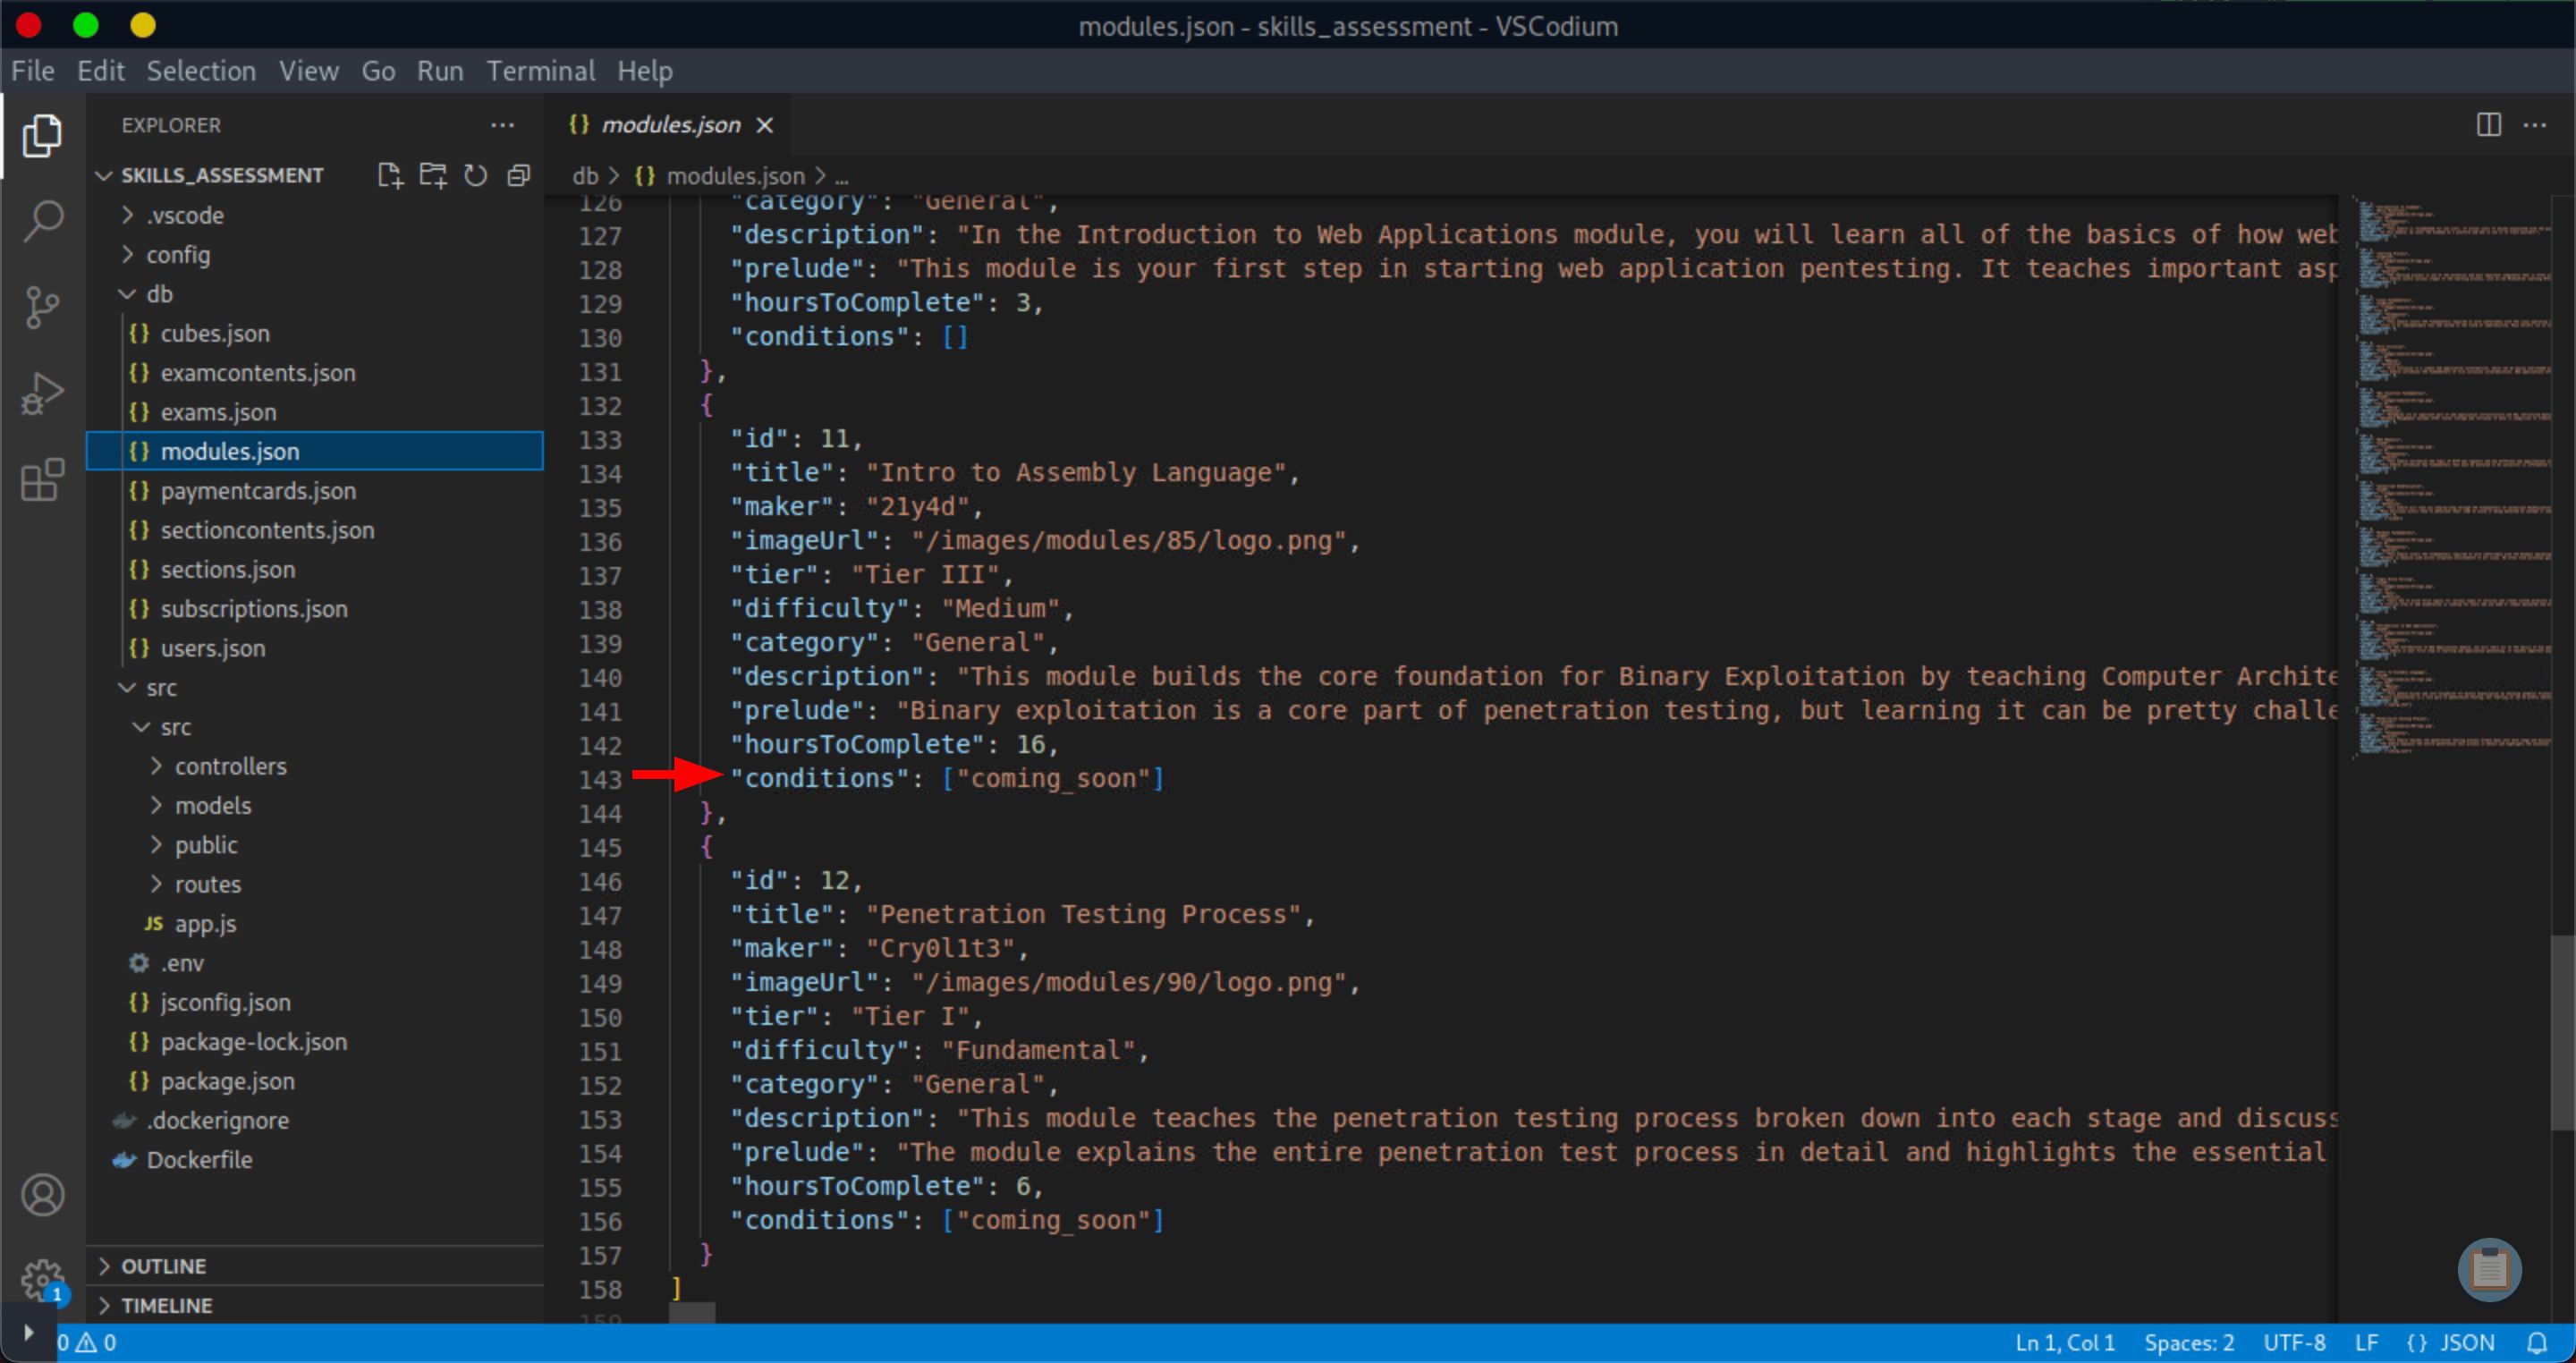 modules.json - skills_assessment - VSCodium
File Edit Selection View Go Run Terminal Help
EXPLORER
SKILLS_ASSESSMENT
.vscode
config
db
{} cubes.json
{} examcontents.json
{} exams.json
{} modules.json
{} paymentcards.json
{} sectioncontents.json
{} sections.json
{} subscriptions.json
{} users.json
src
src
controllers
models
public
routes
JS app.js
.env
{} jsconfig.json
{} package-lock.json
{} package.json
.dockerignore
Dockerfile
OUTLINE
TIMELINE
1
{} modules.json
db > {} modules.json > ...
126 "category": "General",
127 "description": "In the Introduction to Web Applications module, you will learn all of the basics of how web
128 "prelude": "This module is your first step in starting web application pentesting. It teaches important asp
129 "hoursToComplete": 3,
130 "conditions": []
131 },
132 {
133 "id": 11,
134 "title": "Intro to Assembly Language",
135 "maker": "21y4d",
136 "imageUrl": "/images/modules/85/logo.png",
137 "tier": "Tier III",
138 "difficulty": "Medium",
139 "category": "General",
140 "description": "This module builds the core foundation for Binary Exploitation by teaching Computer Archite
141 "prelude": "Binary exploitation is a core part of penetration testing, but learning it can be pretty challe
142 "hoursToComplete": 16,
143 "conditions": ["coming_soon"]
144 },
145 {
146 "id": 12,
147 "title": "Penetration Testing Process",
148 "maker": "Cry0l1t3",
149 "imageUrl": "/images/modules/90/logo.png",
150 "tier": "Tier I",
151 "difficulty": "Fundamental",
152 "category": "General",
153 "description": "This module teaches the penetration testing process broken down into each stage and discuss
154 "prelude": "The module explains the entire penetration test process in detail and highlights the essential
155 "hoursToComplete": 6,
156 "conditions": ["coming_soon"]
157 }
158 ]
159
0 0 Ln 1, Col 1 Spaces: 2 UTF-8 LF {} JSON